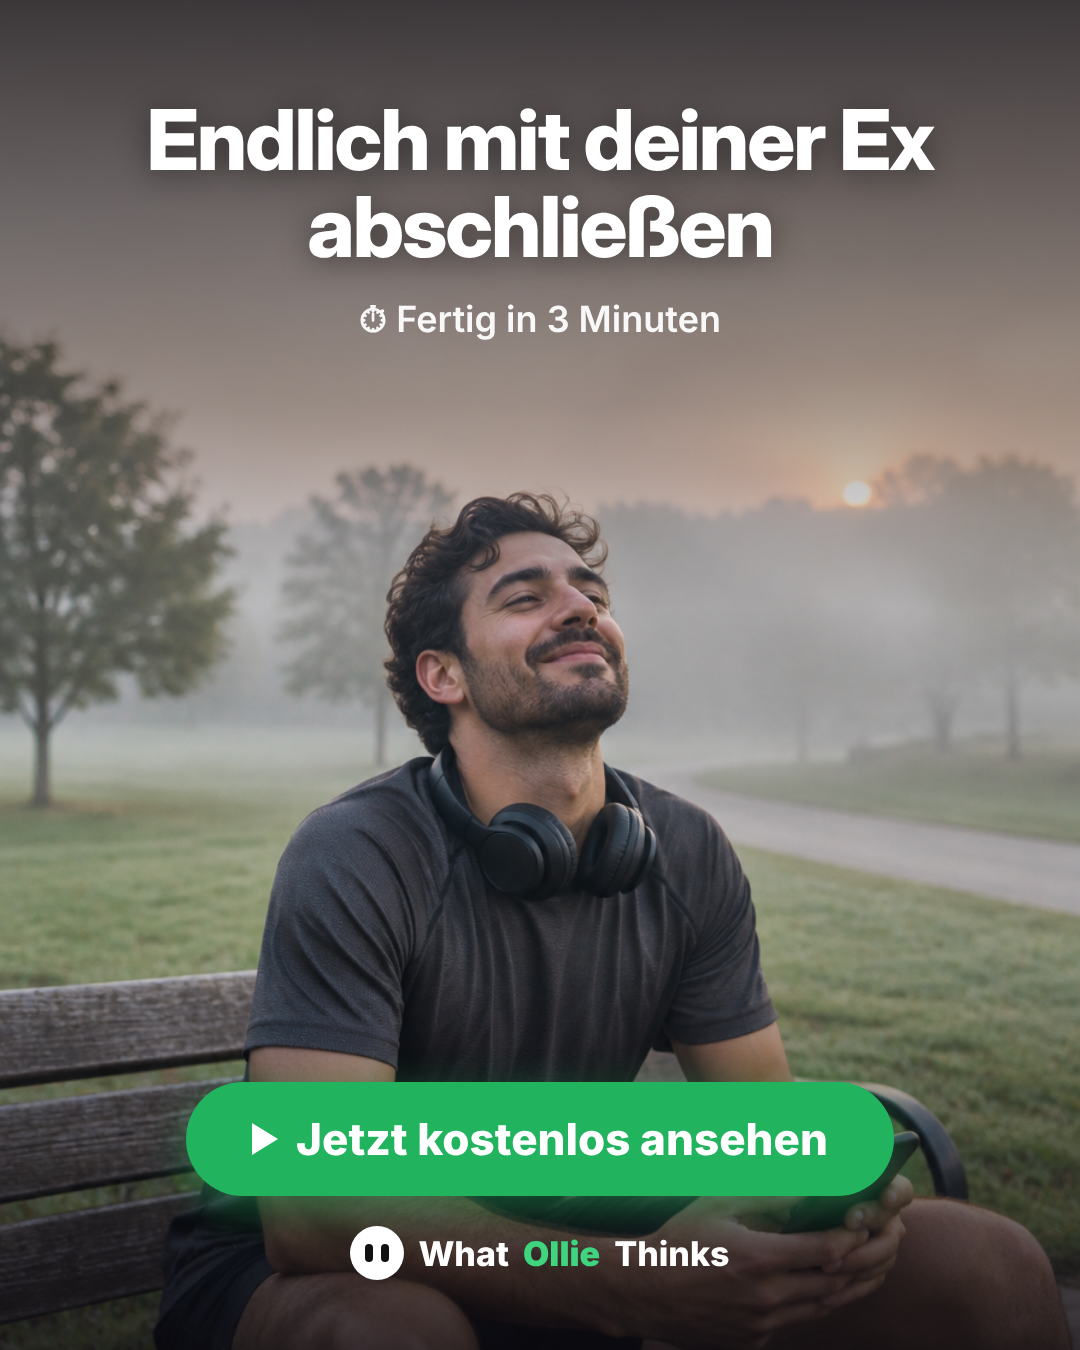 Endlich mit deiner Ex
abschließen
⏱ Fertig in 3 Minuten
▶ Jetzt kostenlos ansehen
What Ollie Thinks